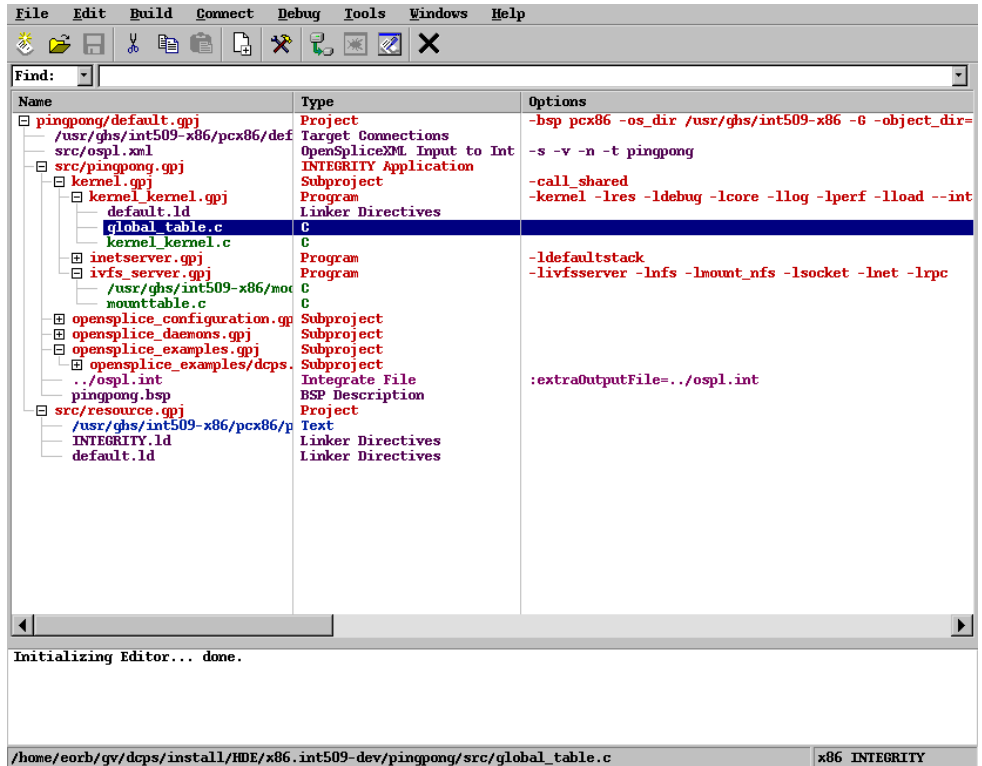 File Edit Build Connect Debug Tools Windows Help
Find:
Name Type Options
pingpong/default.gpj Project -bsp pcx86 -os_dir /usr/ghs/int509-x86 -G -object_dir=
/usr/ghs/int509-x86/pcx86/def Target Connections
src/ospl.xml OpenSpliceXML Input to Int -s -v -n -t pingpong
src/pingpong.gpj INTEGRITY Application
kernel.gpj Subproject -call_shared
kernel_kernel.gpj Program -kernel -lres -ldebug -lcore -llog -lperf -lload --int
default.ld Linker Directives
global_table.c C
kernel_kernel.c C
inetserver.gpj Program -ldefaultstack
ivfs_server.gpj Program -livfsserver -lnfs -lmount_nfs -lsocket -lnet -lrpc
/usr/ghs/int509-x86/mod C
mounttable.c C
opensplice_configuration.gp Subproject
opensplice_daemons.gpj Subproject
opensplice_examples.gpj Subproject
opensplice_examples/dcps. Subproject
../ospl.int Integrate File :extraOutputFile=../ospl.int
pingpong.bsp BSP Description
src/resource.gpj Project
/usr/ghs/int509-x86/pcx86/p Text
INTEGRITY.ld Linker Directives
default.ld Linker Directives
Initializing Editor... done.
/home/eorb/gv/dcps/install/HDE/x86.int509-dev/pingpong/src/global_table.c x86 INTEGRITY